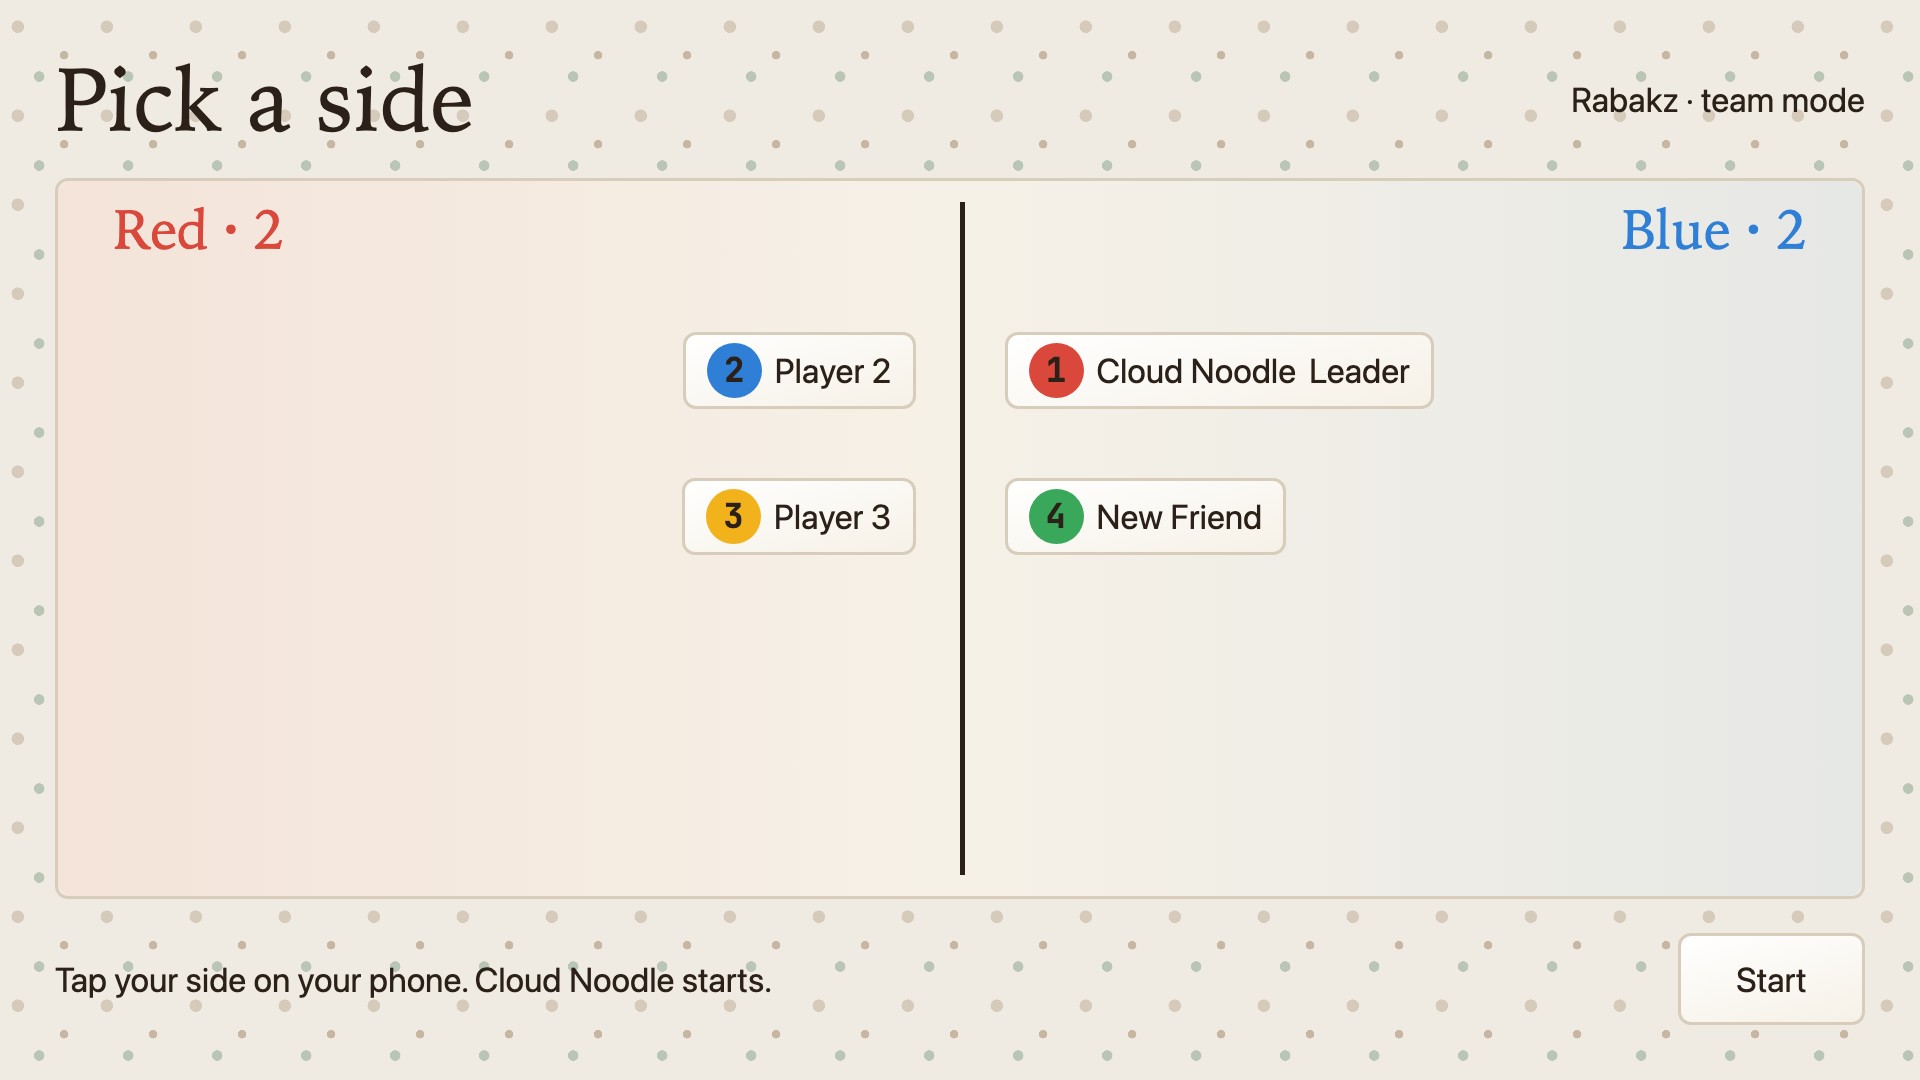 Pick a side
Rabakz · team mode
Red · 2
Blue · 2
2 Player 2
1 Cloud Noodle Leader
3 Player 3
4 New Friend
Tap your side on your phone. Cloud Noodle starts.
Start